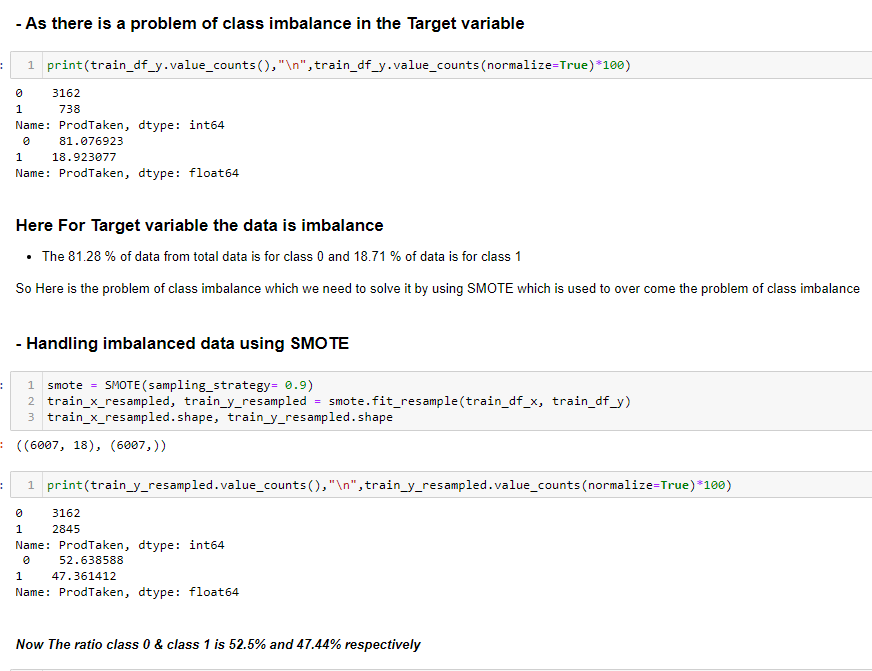 - As there is a problem of class imbalance in the Target variable
: 1 print(train_df_y.value_counts(),"\n",train_df_y.value_counts(normalize=True)*100)
0    3162
1     738
Name: ProdTaken, dtype: int64
 0    81.076923
1    18.923077
Name: ProdTaken, dtype: float64
Here For Target variable the data is imbalance
• The 81.28 % of data from total data is for class 0 and 18.71 % of data is for class 1
So Here is the problem of class imbalance which we need to solve it by using SMOTE which is used to over come the problem of class imbalance
- Handling imbalanced data using SMOTE
: 1 smote = SMOTE(sampling_strategy= 0.9)
2 train_x_resampled, train_y_resampled = smote.fit_resample(train_df_x, train_df_y)
3 train_x_resampled.shape, train_y_resampled.shape
: ((6007, 18), (6007,))
: 1 print(train_y_resampled.value_counts(),"\n",train_y_resampled.value_counts(normalize=True)*100)
0    3162
1    2845
Name: ProdTaken, dtype: int64
 0    52.638588
1    47.361412
Name: ProdTaken, dtype: float64
Now The ratio class 0 & class 1 is 52.5% and 47.44% respectively